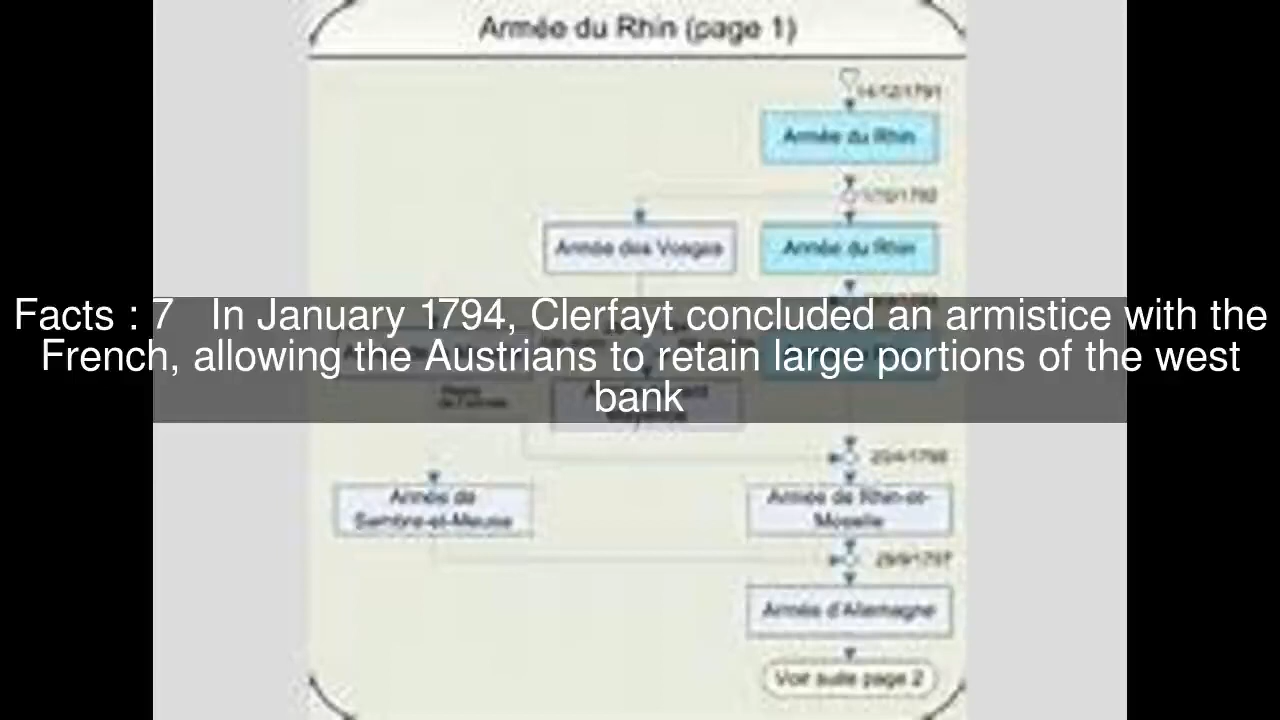 Armée du Rhin (page 1)
14/12/1791
Armée du Rhin
Armée des Vosges
Armée du Rhin
Facts : 7 In January 1794, Clerfayt concluded an armistice with the
French, allowing the Austrians to retain large portions of the west
bank
Armée de
Sambre-et-Meuse
Armée de Rhin-et-
Moselle
29/9/1797
Armée d'Allemagne
Voir suite page 2